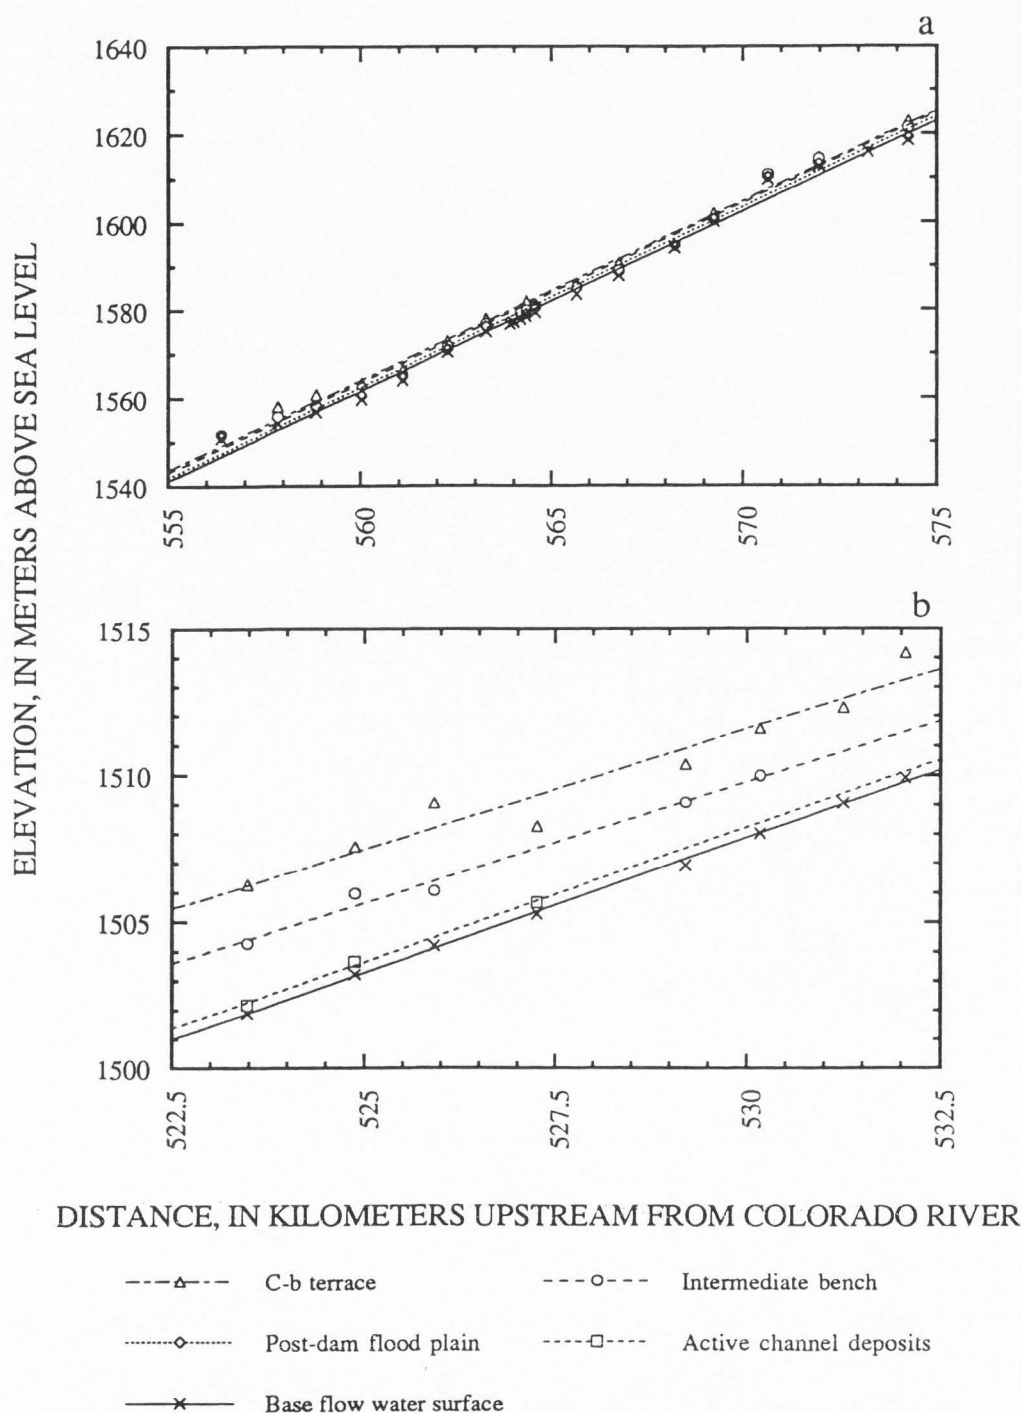 a
1640
1620
1600
1580
1560
1540
555
560
565
570
575
ELEVATION, IN METERS ABOVE SEA LEVEL
b
1515
1510
1505
1500
522.5
525
527.5
530
532.5
DISTANCE, IN KILOMETERS UPSTREAM FROM COLORADO RIVER
C-b terrace
Intermediate bench
Post-dam flood plain
Active channel deposits
Base flow water surface